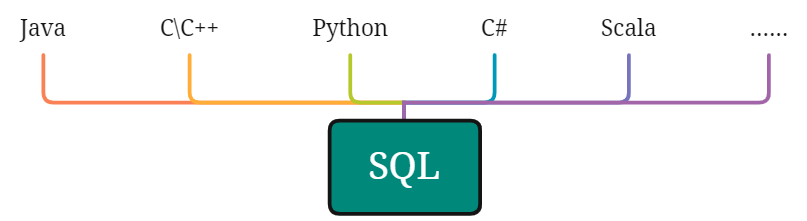 Java C\C++ Python C# Scala ......
SQL